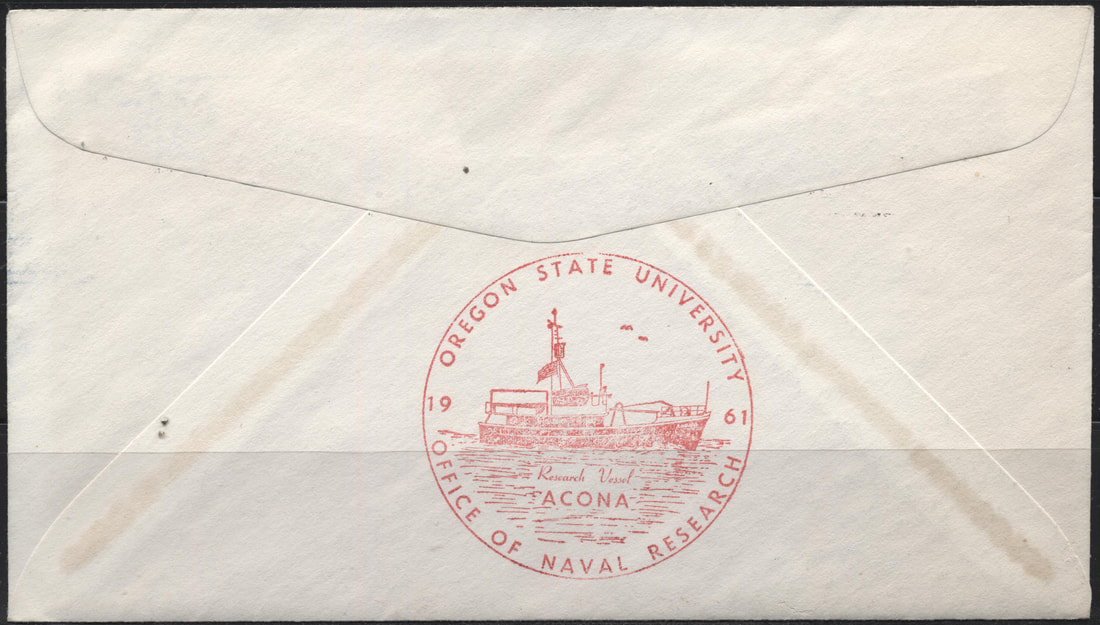 OREGON STATE UNIVERSITY
19 61
Research Vessel
ACONA
OFFICE OF NAVAL RESEARCH